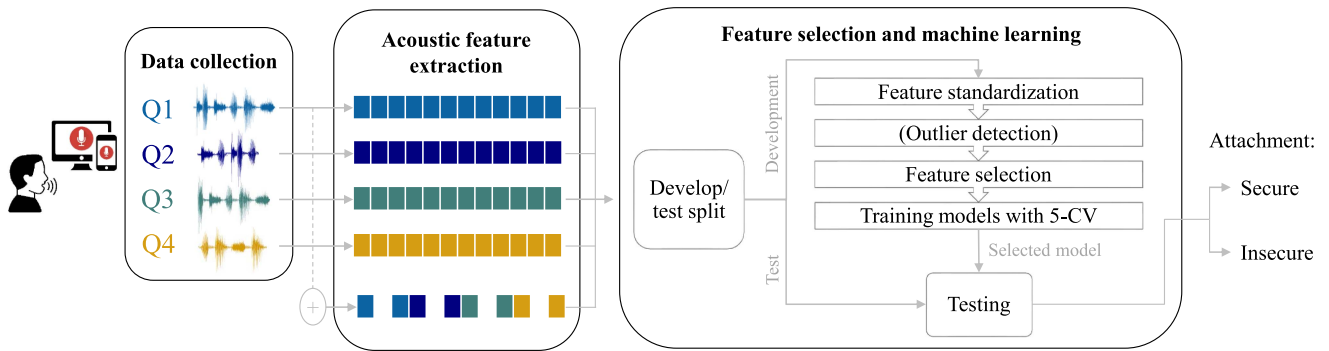 Data collection
Q1
Q2
Q3
Q4
Acoustic feature
extraction
+
Feature selection and machine learning
Develop/
test split
Development
Test
Feature standardization
(Outlier detection)
Feature selection
Training models with 5-CV
Selected model
Testing
Attachment:
Secure
Insecure